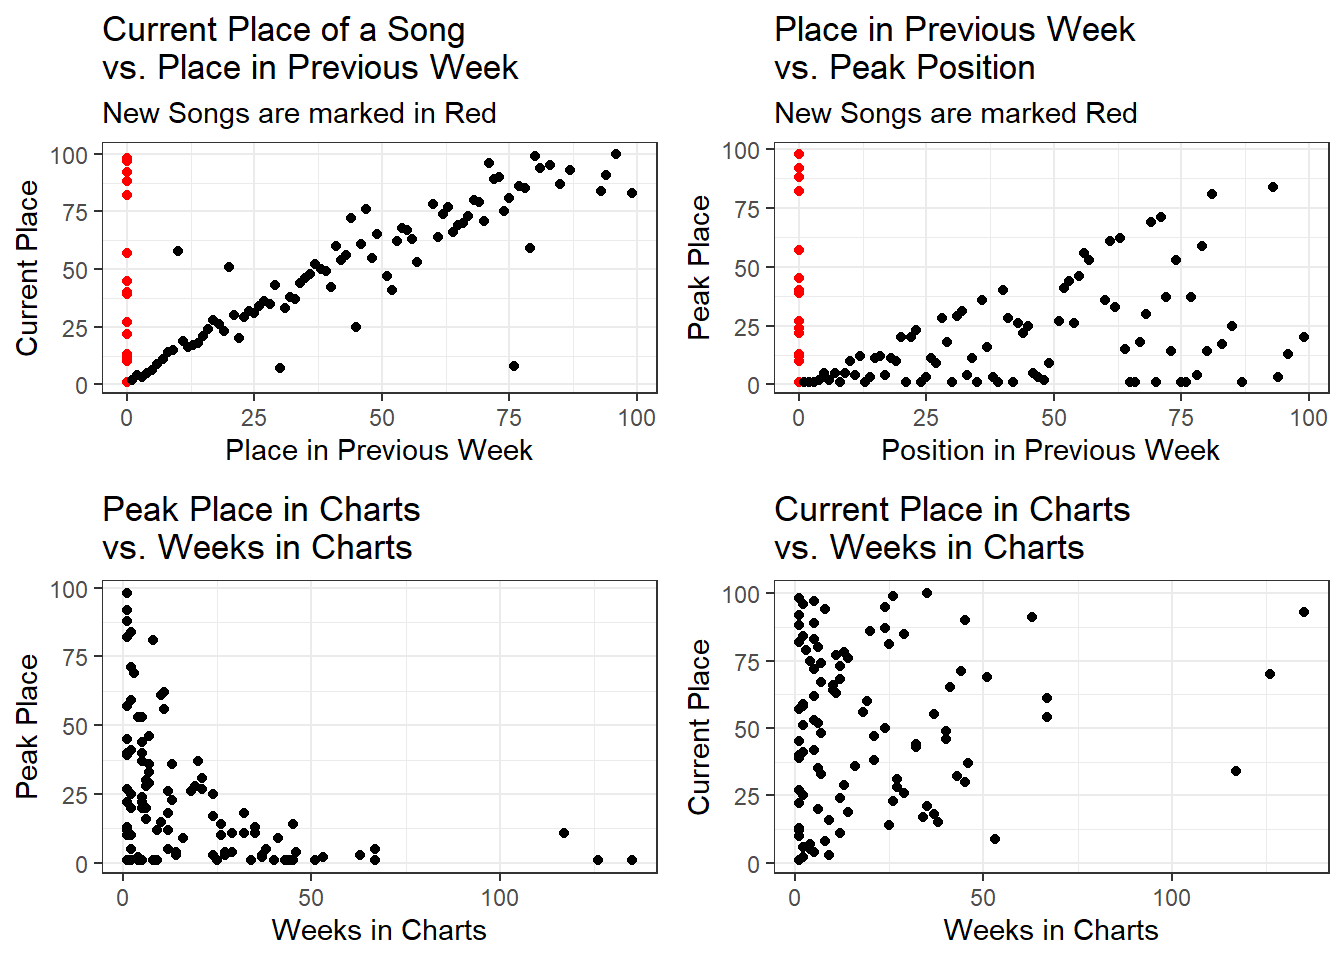 Current Place of a Song
vs. Place in Previous Week
New Songs are marked in Red
100
75
50
25
0
Current Place
0
25
50
75
100
Place in Previous Week
Place in Previous Week
vs. Peak Position
New Songs are marked Red
100
75
50
25
0
Peak Place
0
25
50
75
100
Position in Previous Week
Peak Place in Charts
vs. Weeks in Charts
100
75
50
25
0
Peak Place
0
50
100
Weeks in Charts
Current Place in Charts
vs. Weeks in Charts
100
75
50
25
0
Current Place
0
50
100
Weeks in Charts